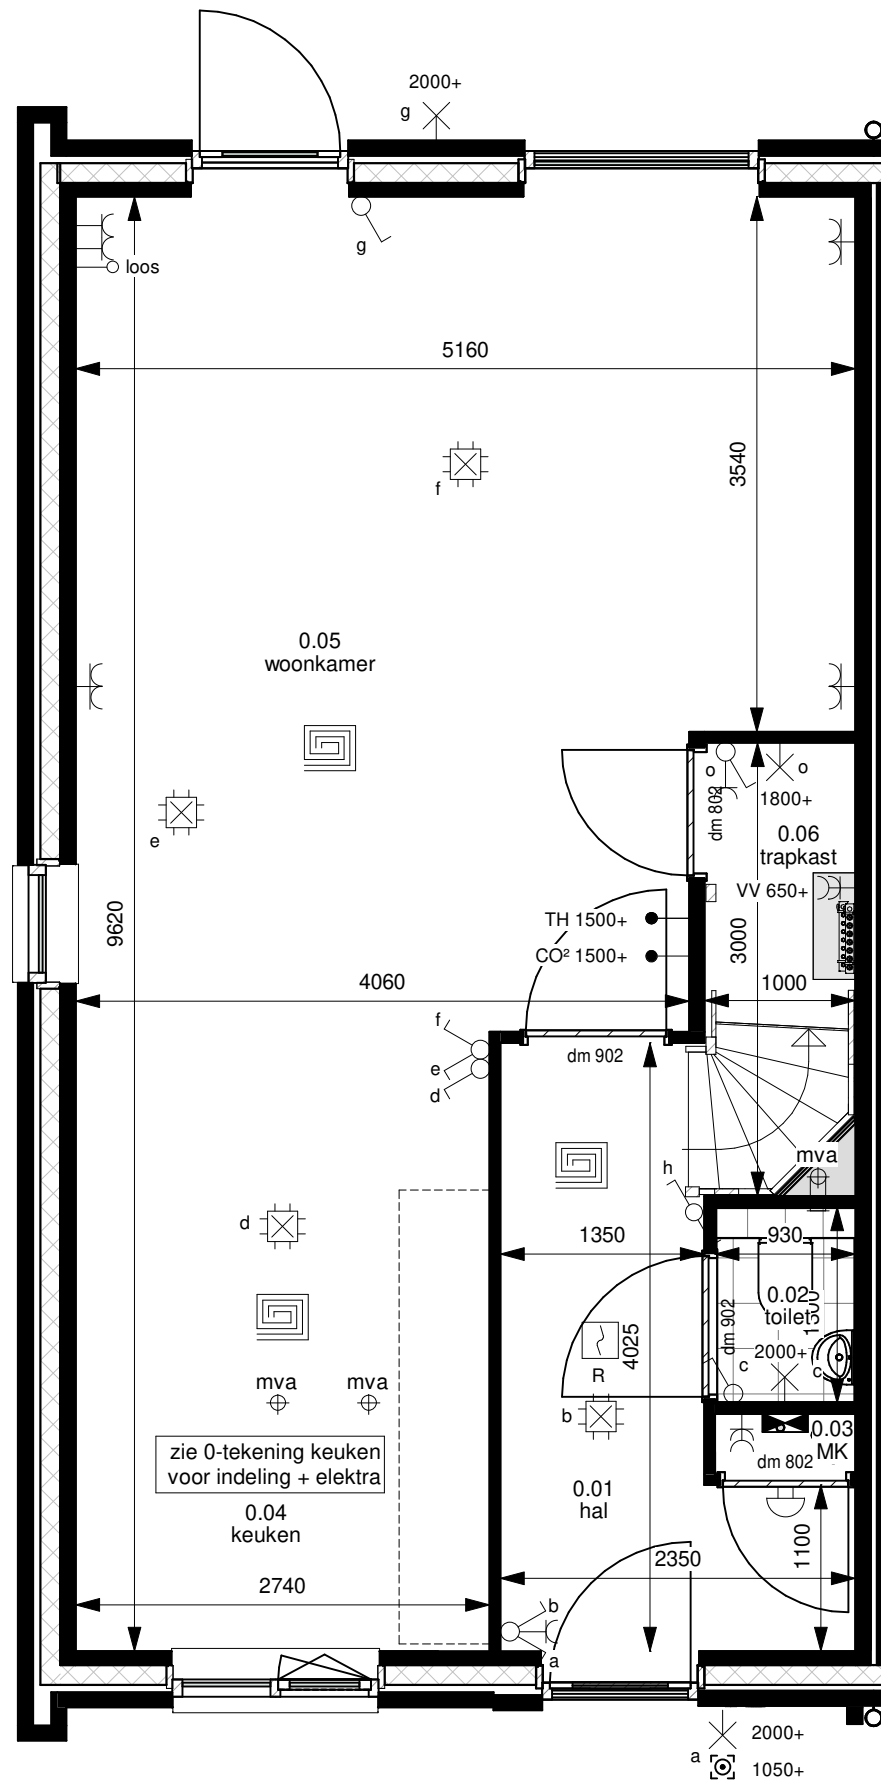 2000+
g
g
loos
5160
3540
f
0.05
woonkamer
o
o
dm 802
1800+
0.06
trapkast
e
VV 650+
9620
TH 1500+
3000
CO² 1500+
4060
1000
f
e
d
dm 902
mva
h
d
1350
930
0.02
toilet
1500
dm 902
4025
R
c
2000+
c
mva
mva
b
zie 0-tekening keuken
voor indeling + elektra
0.03
MK
dm 802
0.04
keuken
0.01
hal
1100
2350
2740
b
a
2000+
a
1050+